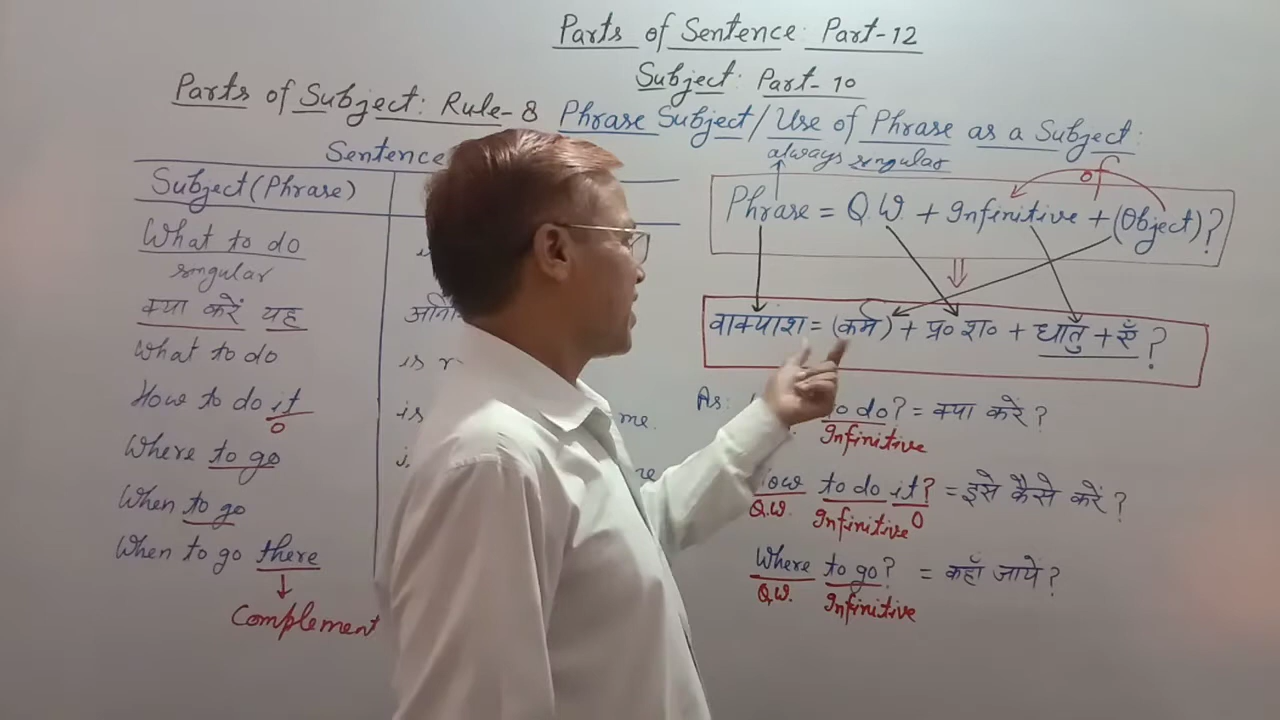 Parts of Sentence: Part-12
Subject: Part-10
Parts of Subject: Rule-8 Phrase Subject/Use of Phrase as a Subject:
always singular
Sentence
Subject (Phrase)
Phrase = Q.W. + Infinitive + (Object)?
of
What to do
singular
वाक्यांश = (कर्म) + प्र० श० + धातु + एँ?
क्या करें यह
What to do
is
As: to do? = क्या करें?
Infinitive
How to do it
O
is me.
Where to go
How to do it? = इसे कैसे करें?
Q.W. Infinitive O
When to go
When to go there
Complement
Where to go? = कहाँ जायें?
Q.W. Infinitive